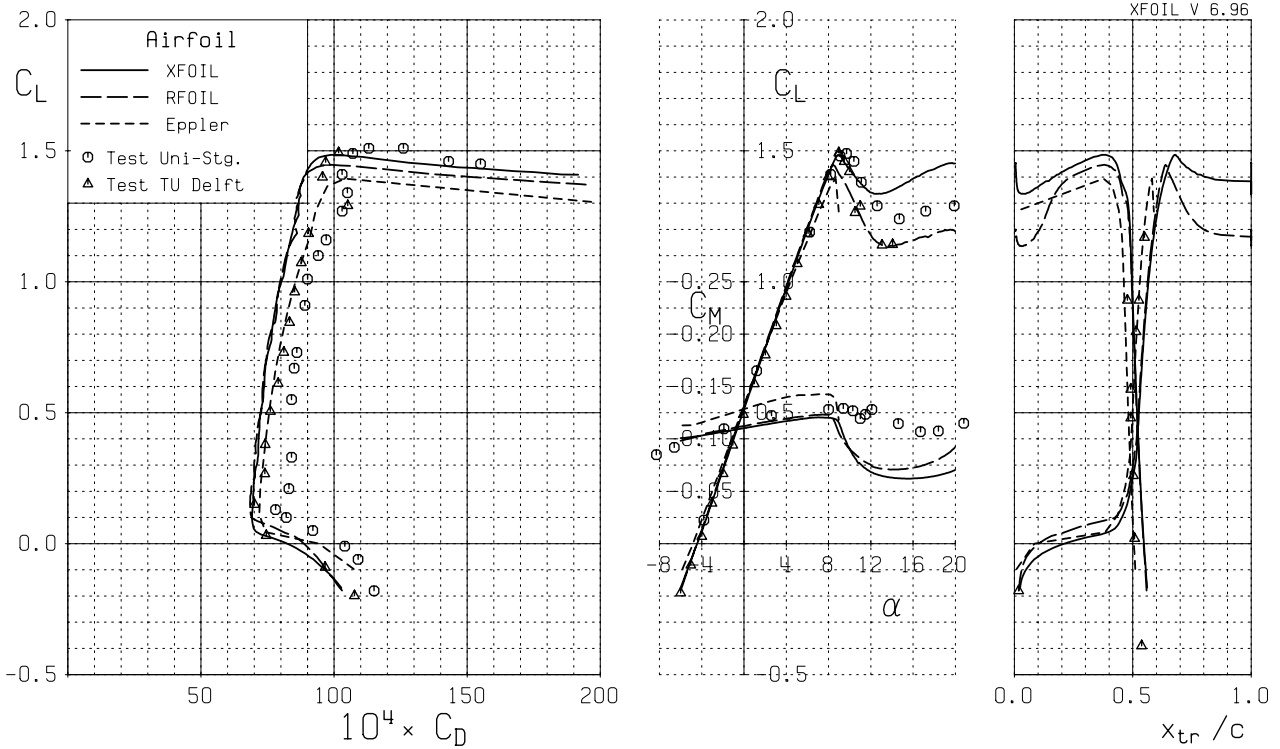 XFOIL V 6.96
2.0
Airfoil
XFOIL
RFOIL
Eppler
Test Uni-Stg.
Test TU Delft
C_L
1.5
1.0
0.5
0.0
-0.5
50
100
150
200
10⁴ × C_D
2.0
C_L
1.5
1.0
0.5
-0.5
-0.25
C_M
-0.20
-0.15
-0.10
-0.05
-8
-4
4
8
12
16
20
α
0.0
0.5
1.0
x_tr /c